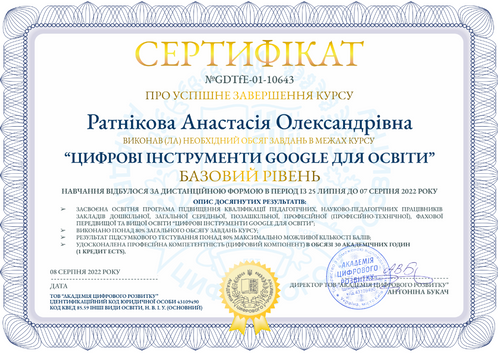 СЕРТИФІКАТ
№GDTfE-01-10643
ПРО УСПІШНЕ ЗАВЕРШЕННЯ КУРСУ
Ратнікова Анастасія Олександрівна
ВИКОНАВ (ЛА) НЕОБХІДНИЙ ОБСЯГ ЗАВДАНЬ В МЕЖАХ КУРСУ
“ЦИФРОВІ ІНСТРУМЕНТИ GOOGLE ДЛЯ ОСВІТИ”
БАЗОВИЙ РІВЕНЬ
НАВЧАННЯ ВІДБУЛОСЯ ЗА ДИСТАНЦІЙНОЮ ФОРМОЮ В ПЕРІОД ІЗ 25 ЛИПНЯ ДО 07 СЕРПНЯ 2022 РОКУ
ОПИС ДОСЯГНУТИХ РЕЗУЛЬТАТІВ:
ЗАСВОЄНА ОСВІТНЯ ПРОГРАМА ПІДВИЩЕННЯ КВАЛІФІКАЦІЇ ПЕДАГОГІЧНИХ, НАУКОВО-ПЕДАГОГІЧНИХ ПРАЦІВНИКІВ
ЗАКЛАДІВ ДОШКІЛЬНОЇ, ЗАГАЛЬНОЇ СЕРЕДНЬОЇ, ПОЗАШКІЛЬНОЇ, ПРОФЕСІЙНОЇ (ПРОФЕСІЙНО-ТЕХНІЧНОЇ), ФАХОВОЇ
ПЕРЕДВИЩОЇ ТА ВИЩОЇ ОСВІТИ “ЦИФРОВІ ІНСТРУМЕНТИ GOOGLE ДЛЯ ОСВІТИ”;
ВИКОНАНО ПОНАД 80% ЗАГАЛЬНОГО ОБСЯГУ ЗАВДАНЬ КУРСУ;
РЕЗУЛЬТАТ ПІДСУМКОВОГО ТЕСТУВАННЯ ПОНАД 80% МАКСИМАЛЬНО МОЖЛИВОЇ КІЛЬКОСТІ БАЛІВ;
УДОСКОНАЛЕНА ПРОФЕСІЙНА КОМПЕТЕНТНІСТЬ (ЦИФРОВИЙ КОМПОНЕНТ) В ОБСЯЗІ 30 АКАДЕМІЧНИХ ГОДИН
(1 КРЕДИТ ECTS).
08 СЕРПНЯ 2022 РОКУ
ДАТА
ТОВ “АКАДЕМІЯ ЦИФРОВОГО РОЗВИТКУ”
ІДЕНТИФІКАЦІЙНИЙ КОД ЮРИДИЧНОЇ ОСОБИ 43109490
КОД КВЕД 85.59 ІНШІ ВИДИ ОСВІТИ, Н. В. І. У. (ОСНОВНИЙ)
“АКАДЕМІЯ
ЦИФРОВОГО
РОЗВИТКУ”
ДИРЕКТОР ТОВ “АКАДЕМІЯ ЦИФРОВОГО РОЗВИТКУ”
АНТОНІНА БУКАЧ